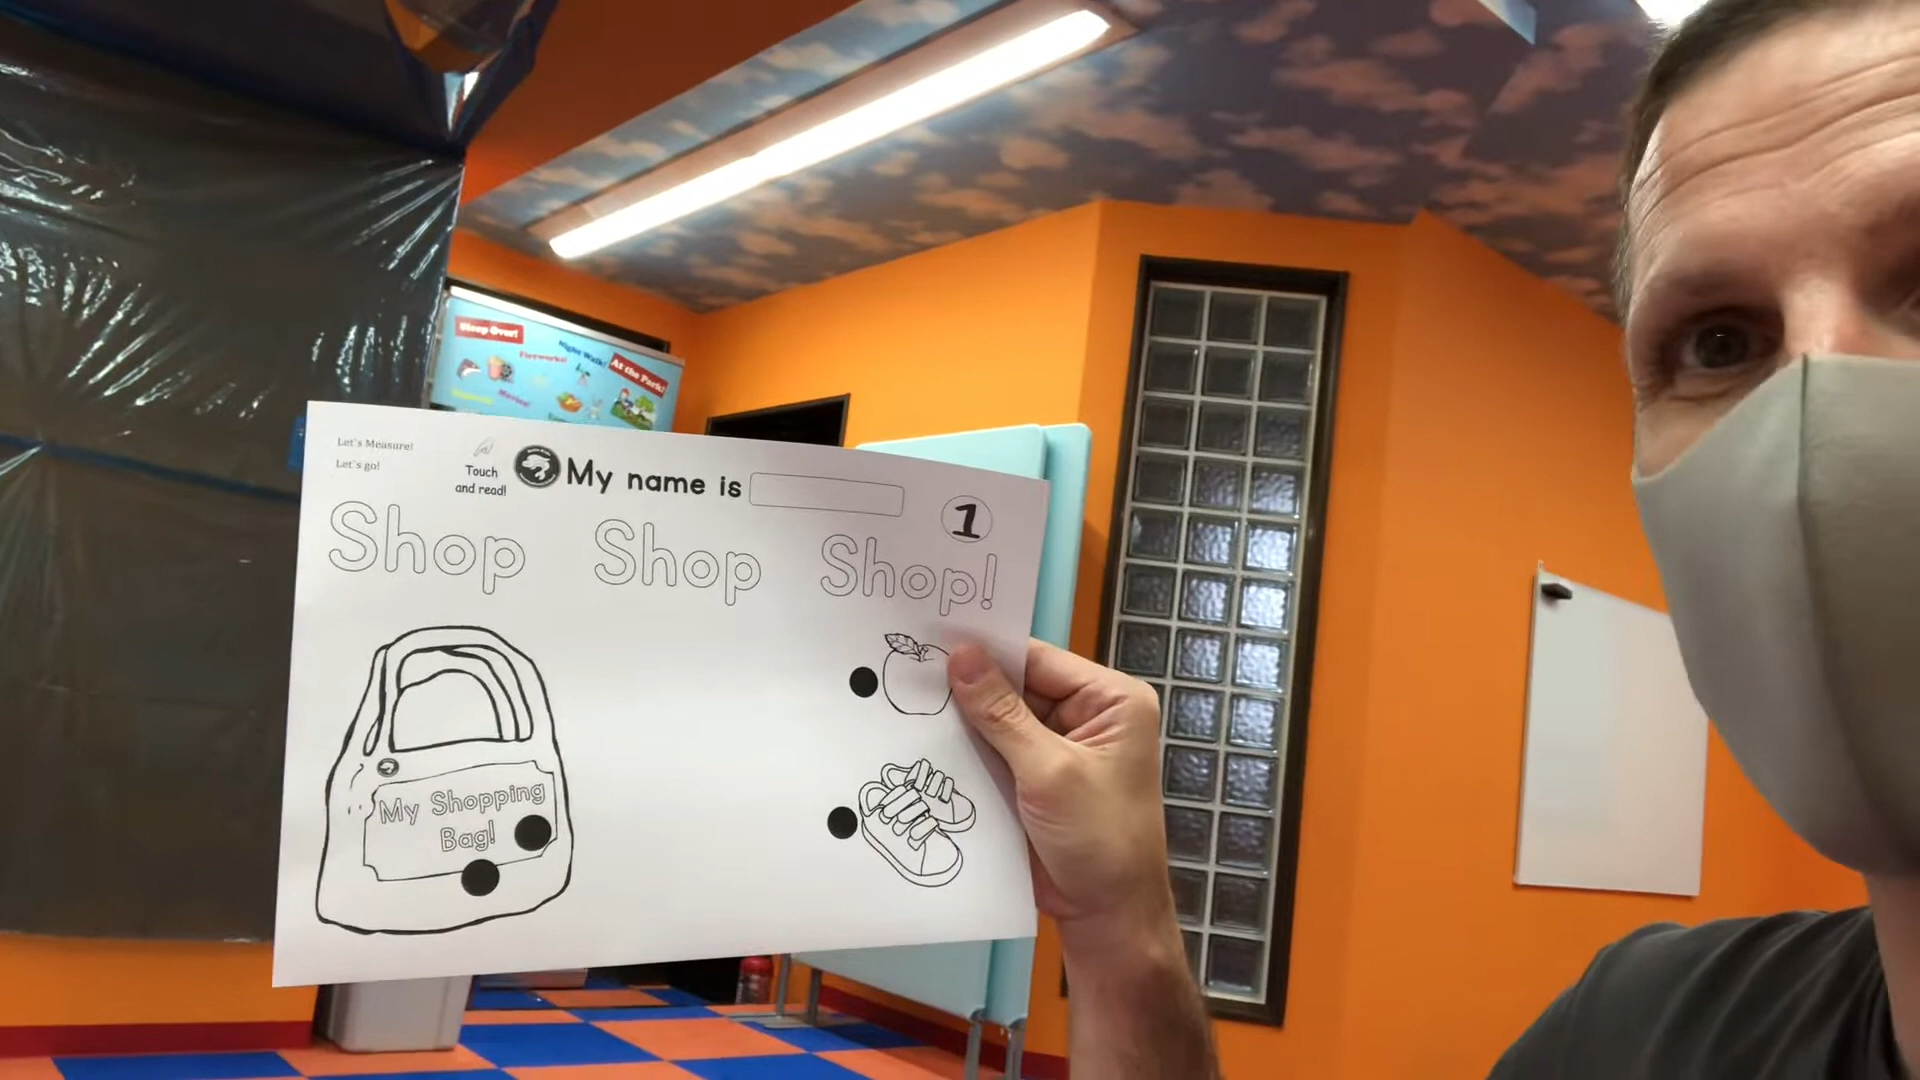 Sleep Over!
Night Walk!
Fireworks!
At the Park!
Movies!
Let's Measure!
Let's go!
Touch
and read!
My name is
1
Shop Shop Shop!
My Shopping
Bag!